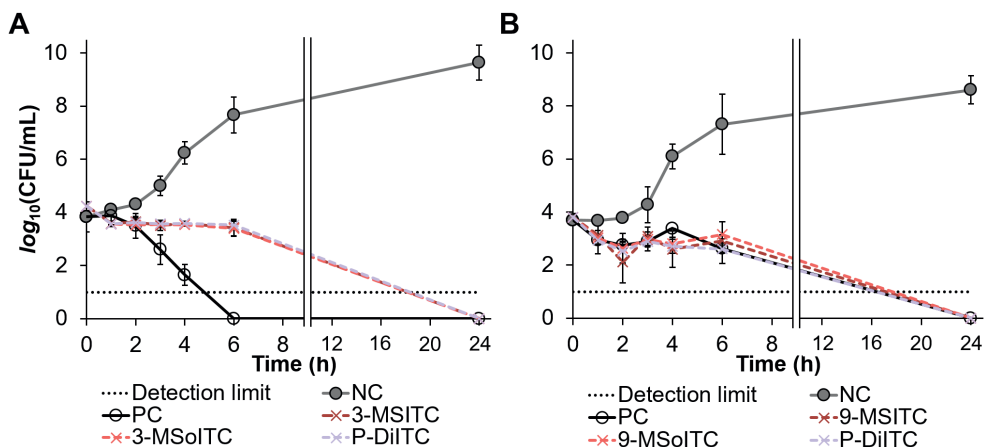 A
B
10
8
6
4
2
0
log10(CFU/mL)
0 2 4 6 8 12 16 20 24
Time (h)
Detection limit
NC
PC
3-MSITC
3-MSoITC
P-DiITC
10
8
6
4
2
0
0 2 4 6 8 12 16 20 24
Time (h)
Detection limit
NC
PC
9-MSITC
9-MSoITC
P-DiITC